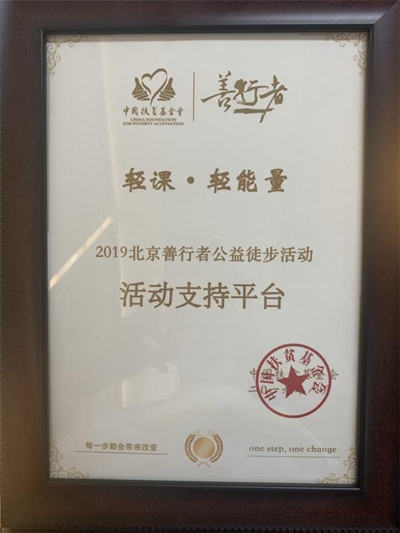 中國扶貧基金會
CHINA FOUNDATION
FOR POVERTY ALLEVIATION
善行者
轻课·轻能量
2019北京善行者公益徒步活动
活动支持平台
中国扶贫基金会
每一步都会带来改变
one step, one change